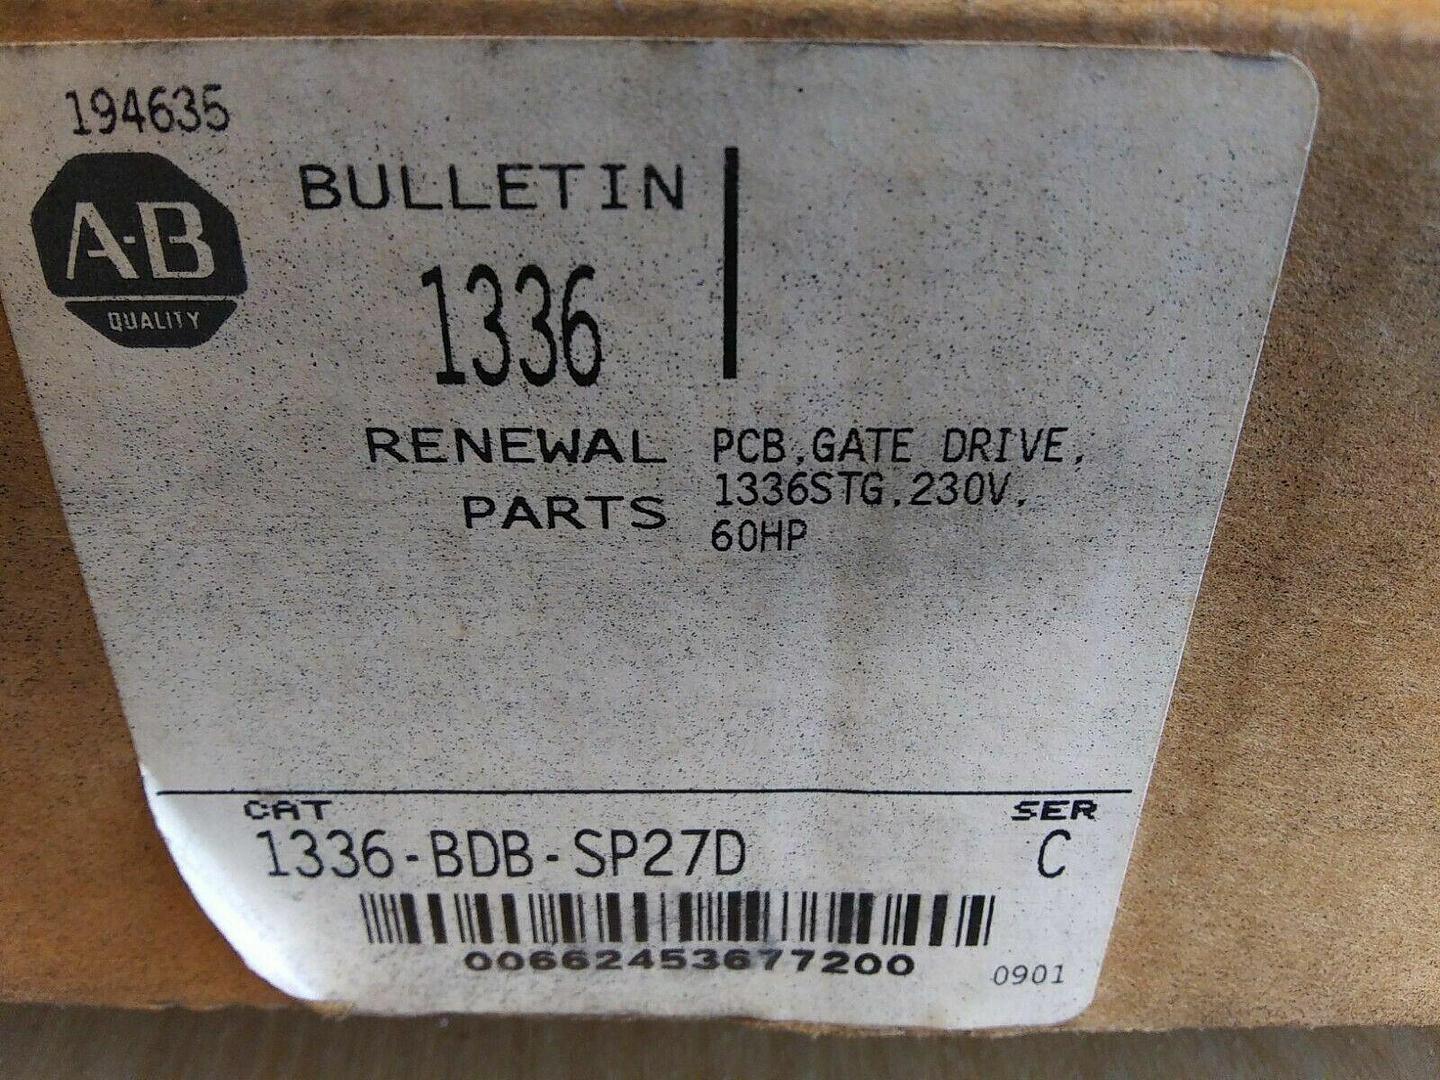 194635
A-B
QUALITY
BULLETIN
1336
RENEWAL
PARTS
PCB,GATE DRIVE,
1336STG,230V,
60HP
CAT
1336-BDB-SP27D
SER
C
00662453677200
0901